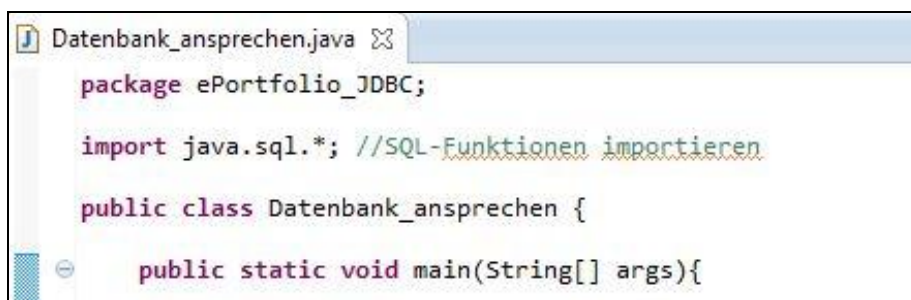 Datenbank_ansprechen.java
package ePortfolio_JDBC;
import java.sql.*; //SQL-Funktionen importieren
public class Datenbank_ansprechen {
public static void main(String[] args){